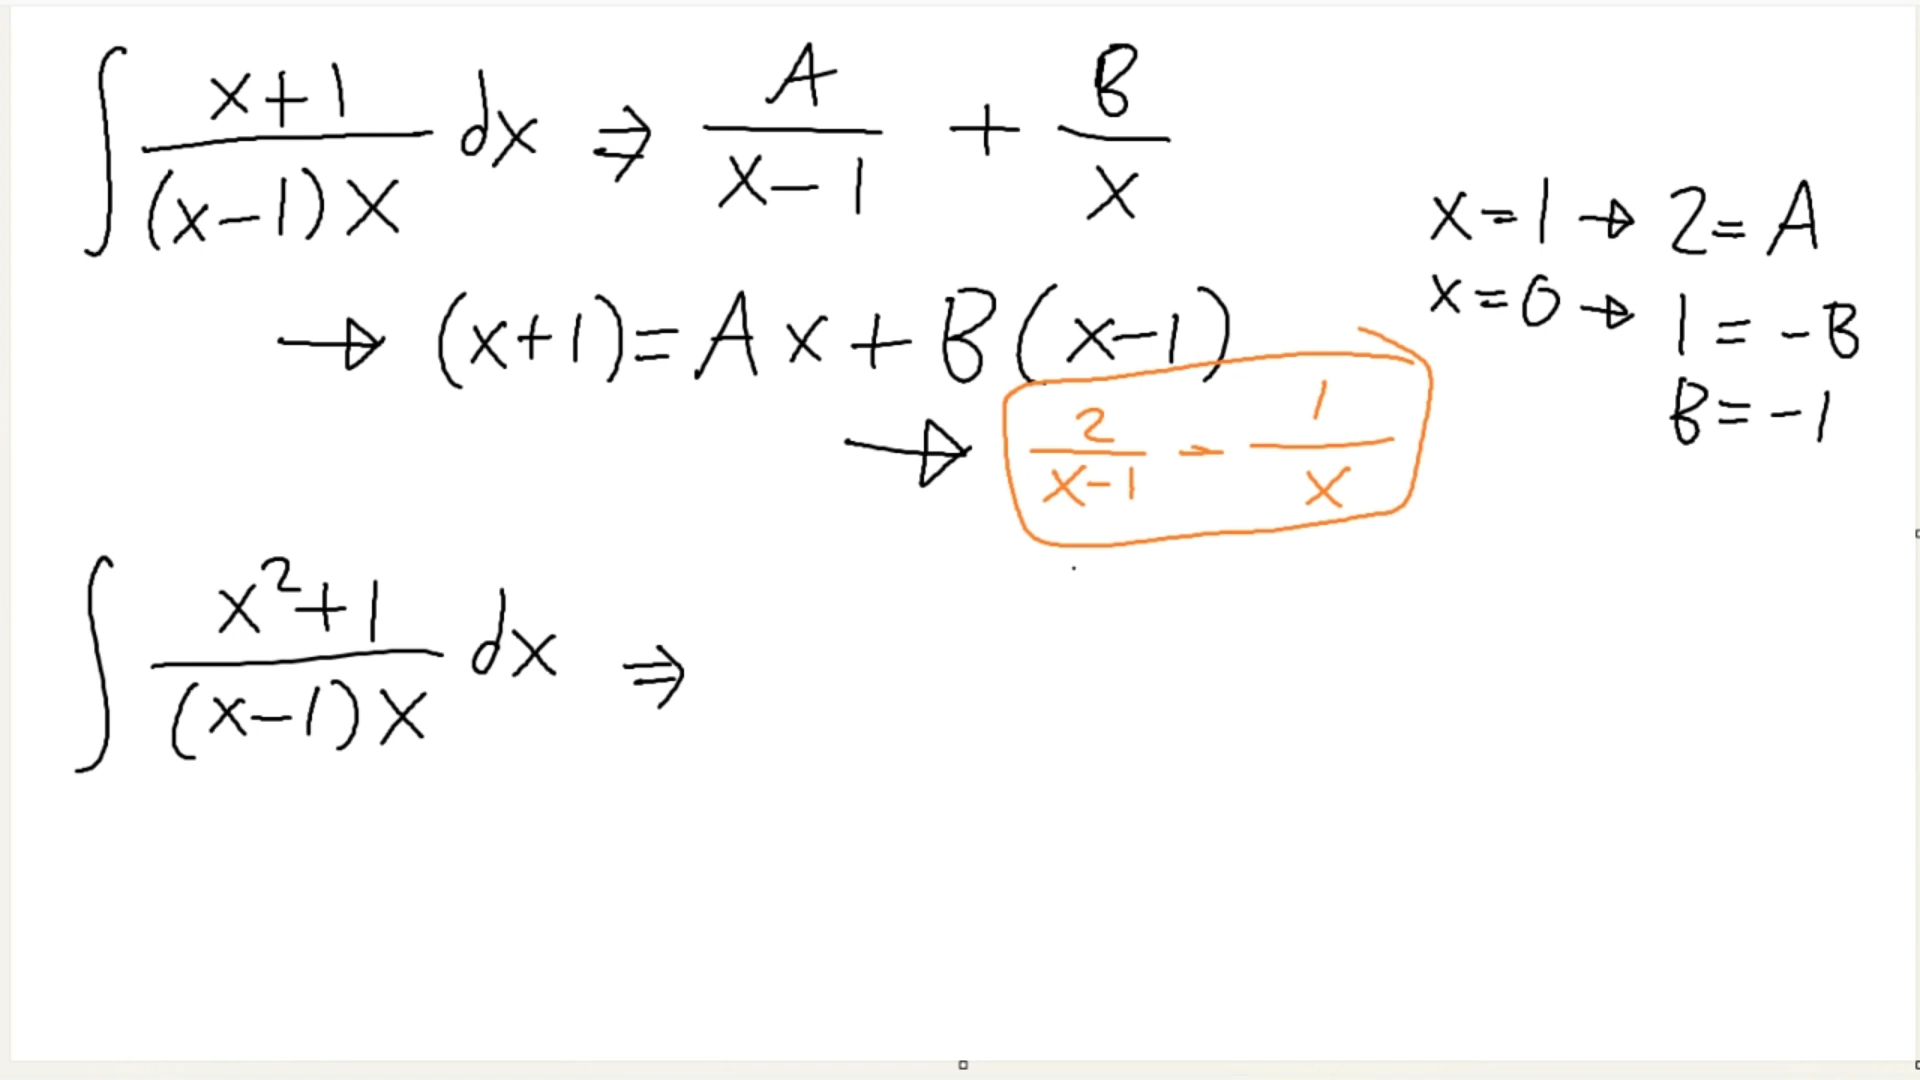 ∫ (x+1)/((x-1)x) dx ⇒ A/(x-1) + B/x
x=1 → 2=A
→ (x+1)=Ax+B(x-1)
x=0 → 1=-B
B=-1
→ 2/(x-1) - 1/x
∫ (x²+1)/((x-1)x) dx ⇒